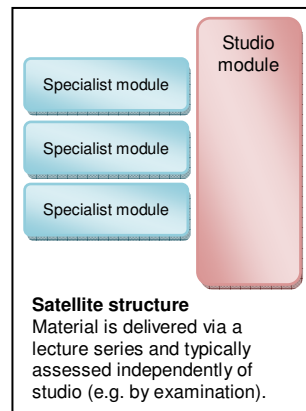 Studio
module
Specialist module
Specialist module
Specialist module
Satellite structure
Material is delivered via a
lecture series and typically
assessed independently of
studio (e.g. by examination).